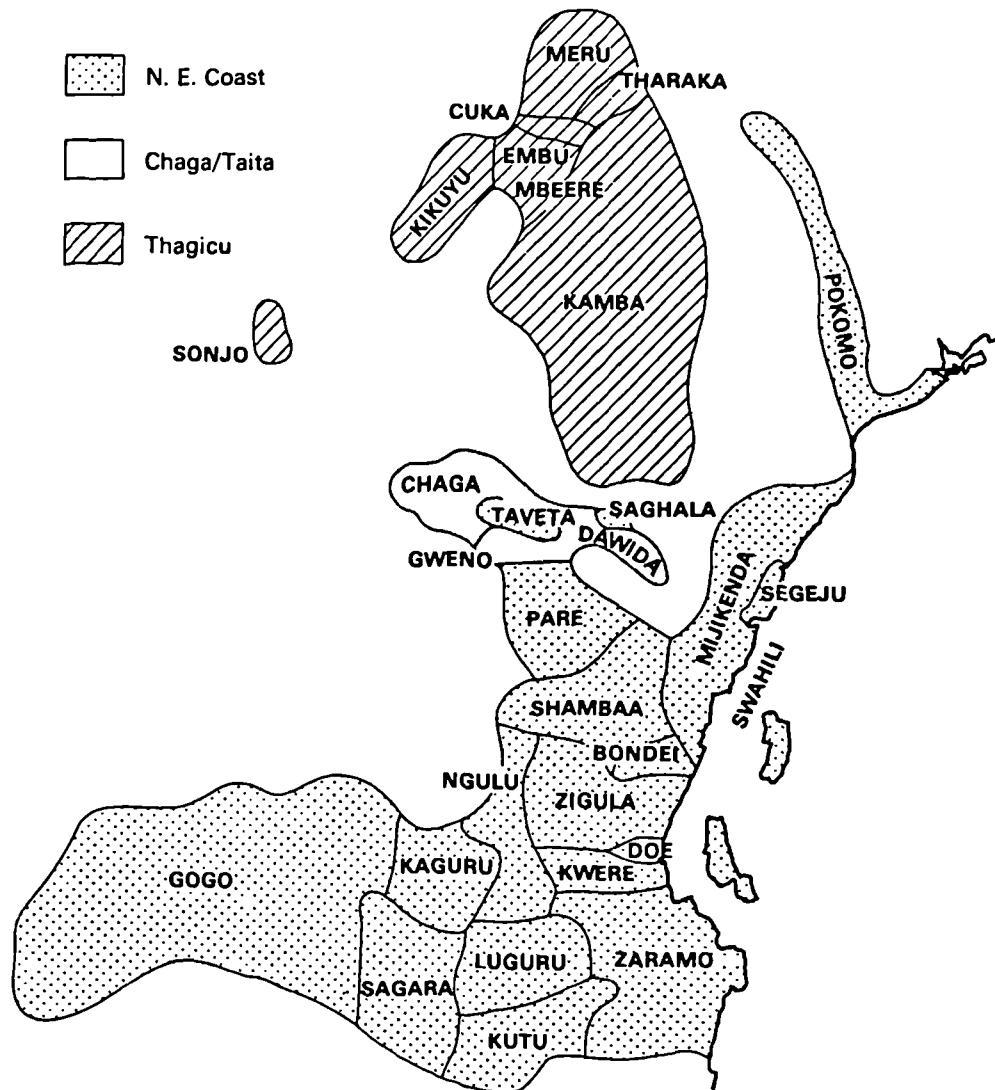 N. E. Coast
Chaga/Taita
Thagicu
MERU
THARAKA
CUKA
EMBU
MBEERE
KIKUYU
KAMBA
POKOMO
SONJO
CHAGA
TAVETA
SAGHALA
DAWIDA
GWENO
PARE
MIJIKENDA
SEGEJU
SWAHILI
SHAMBAA
BONDEI
NGULU
ZIGULA
DOE
KWERE
KAGURU
GOGO
LUGURU
ZARAMO
SAGARA
KUTU